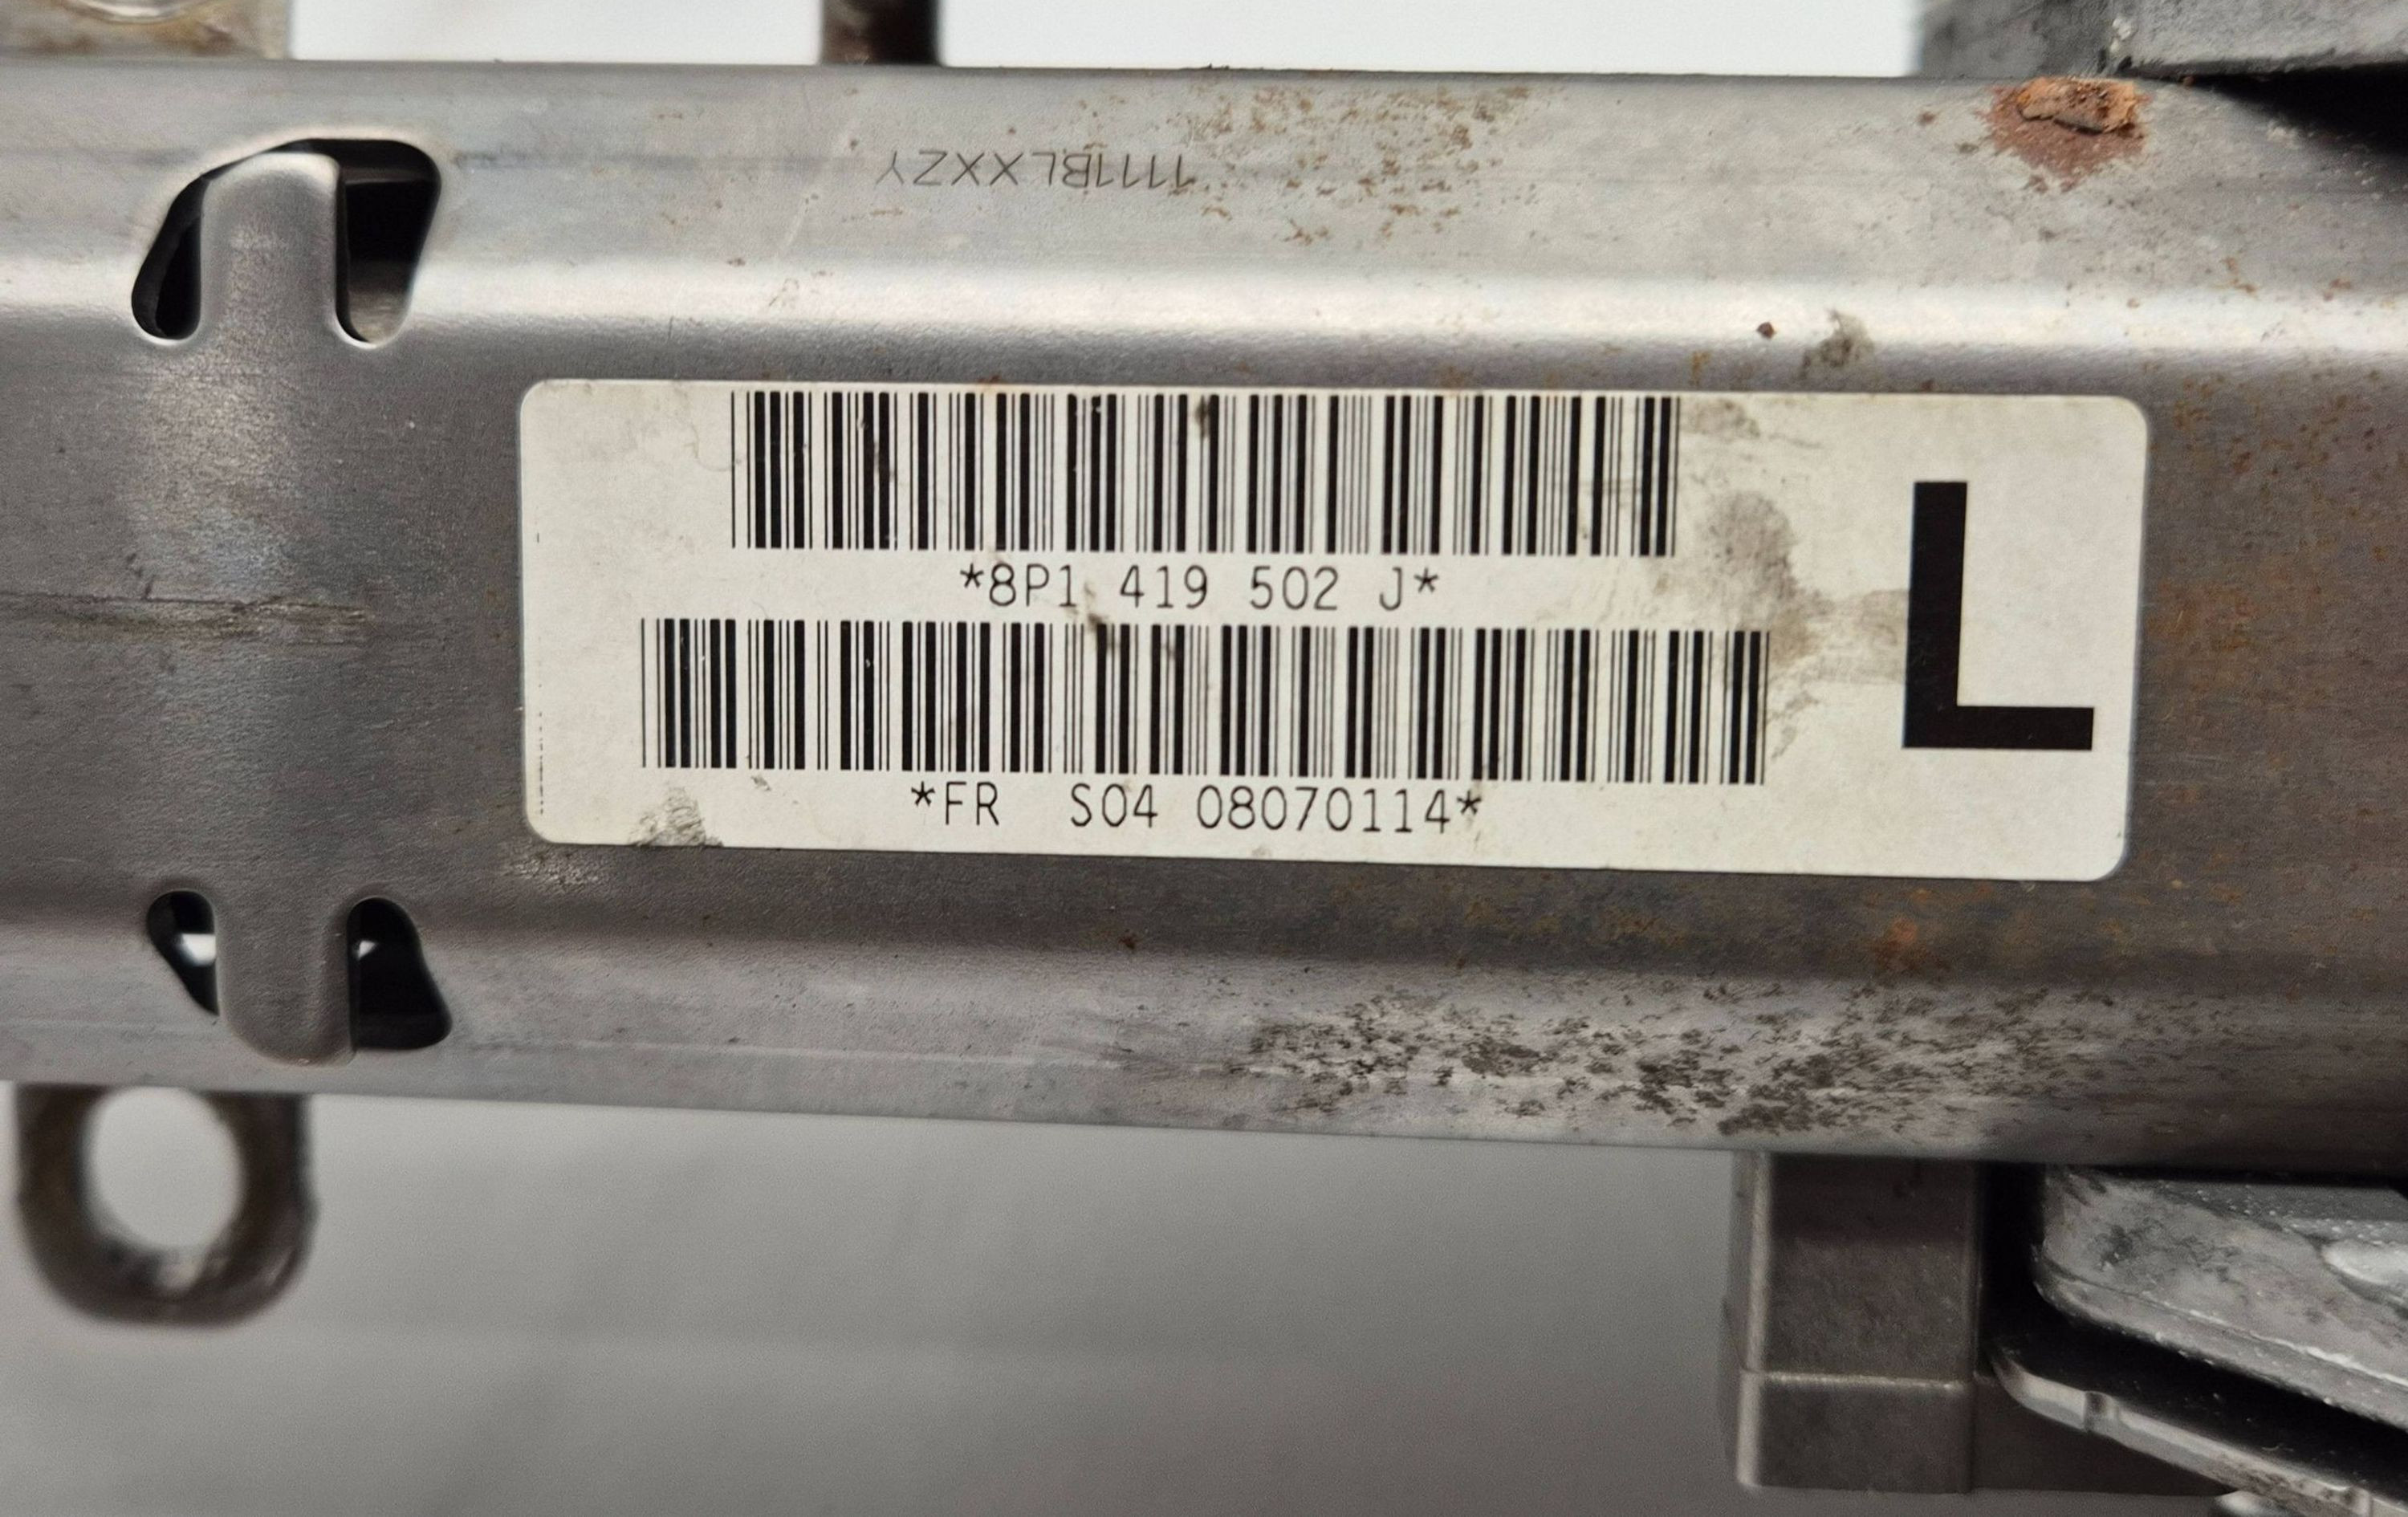 1111BLXXZY
*8P1 419 502 J*
L
*FR S04 08070114*